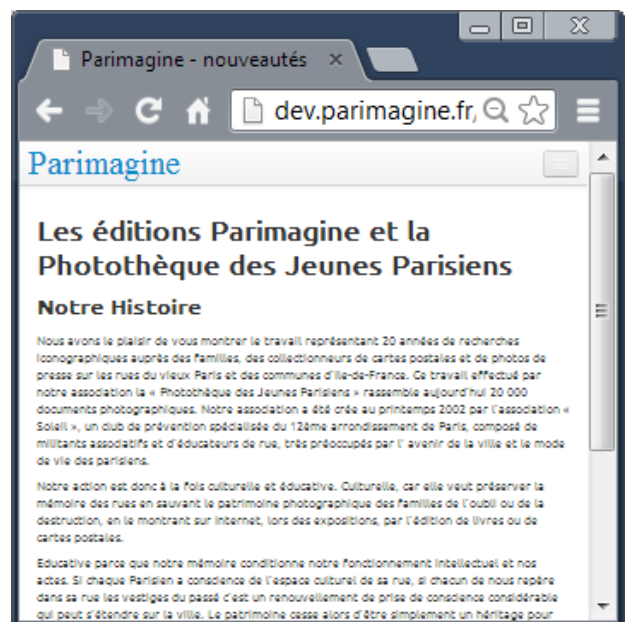 Parimagine - nouveautés
dev.parimagine.fr
Parimagine
Les éditions Parimagine et la
Photothèque des Jeunes Parisiens
Notre Histoire
Nous avons le plaisir de vous montrer le travail représentant 20 années de recherches
iconographiques auprès des familles, des collectionneurs de cartes postales et de photos de
presse sur les rues du vieux Paris et des communes d'Ile-de-France. Ce travail effectué par
notre association la « Photothèque des Jeunes Parisiens » rassemble aujourd'hui 20 000
documents photographiques. Notre association a été crée au printemps 2002 par l'association «
Soleil », un club de prévention spécialisée du 12ème arrondissement de Paris, composé de
militants associatifs et d'éducateurs de rue, très préoccupés par l' avenir de la ville et le mode
de vie des parisiens.
Notre action est donc à la fois culturelle et éducative. Culturelle, car elle veut préserver la
mémoire des rues en sauvant le patrimoine photographique des familles de l'oubli ou de la
destruction, en le montrant sur Internet, lors des expositions, par l'édition de livres ou de
cartes postales.
Educative parce que notre mémoire conditionne notre fonctionnement intellectuel et nos
actes. Si chaque Parisien a conscience de l'espace culturel de sa rue, si chacun de nous repère
dans sa rue les vestiges du passé c'est un renouvellement de prise de conscience considérable
qui peut s'étendre sur la ville. Le patrimoine cesse alors d'être simplement un héritage pour